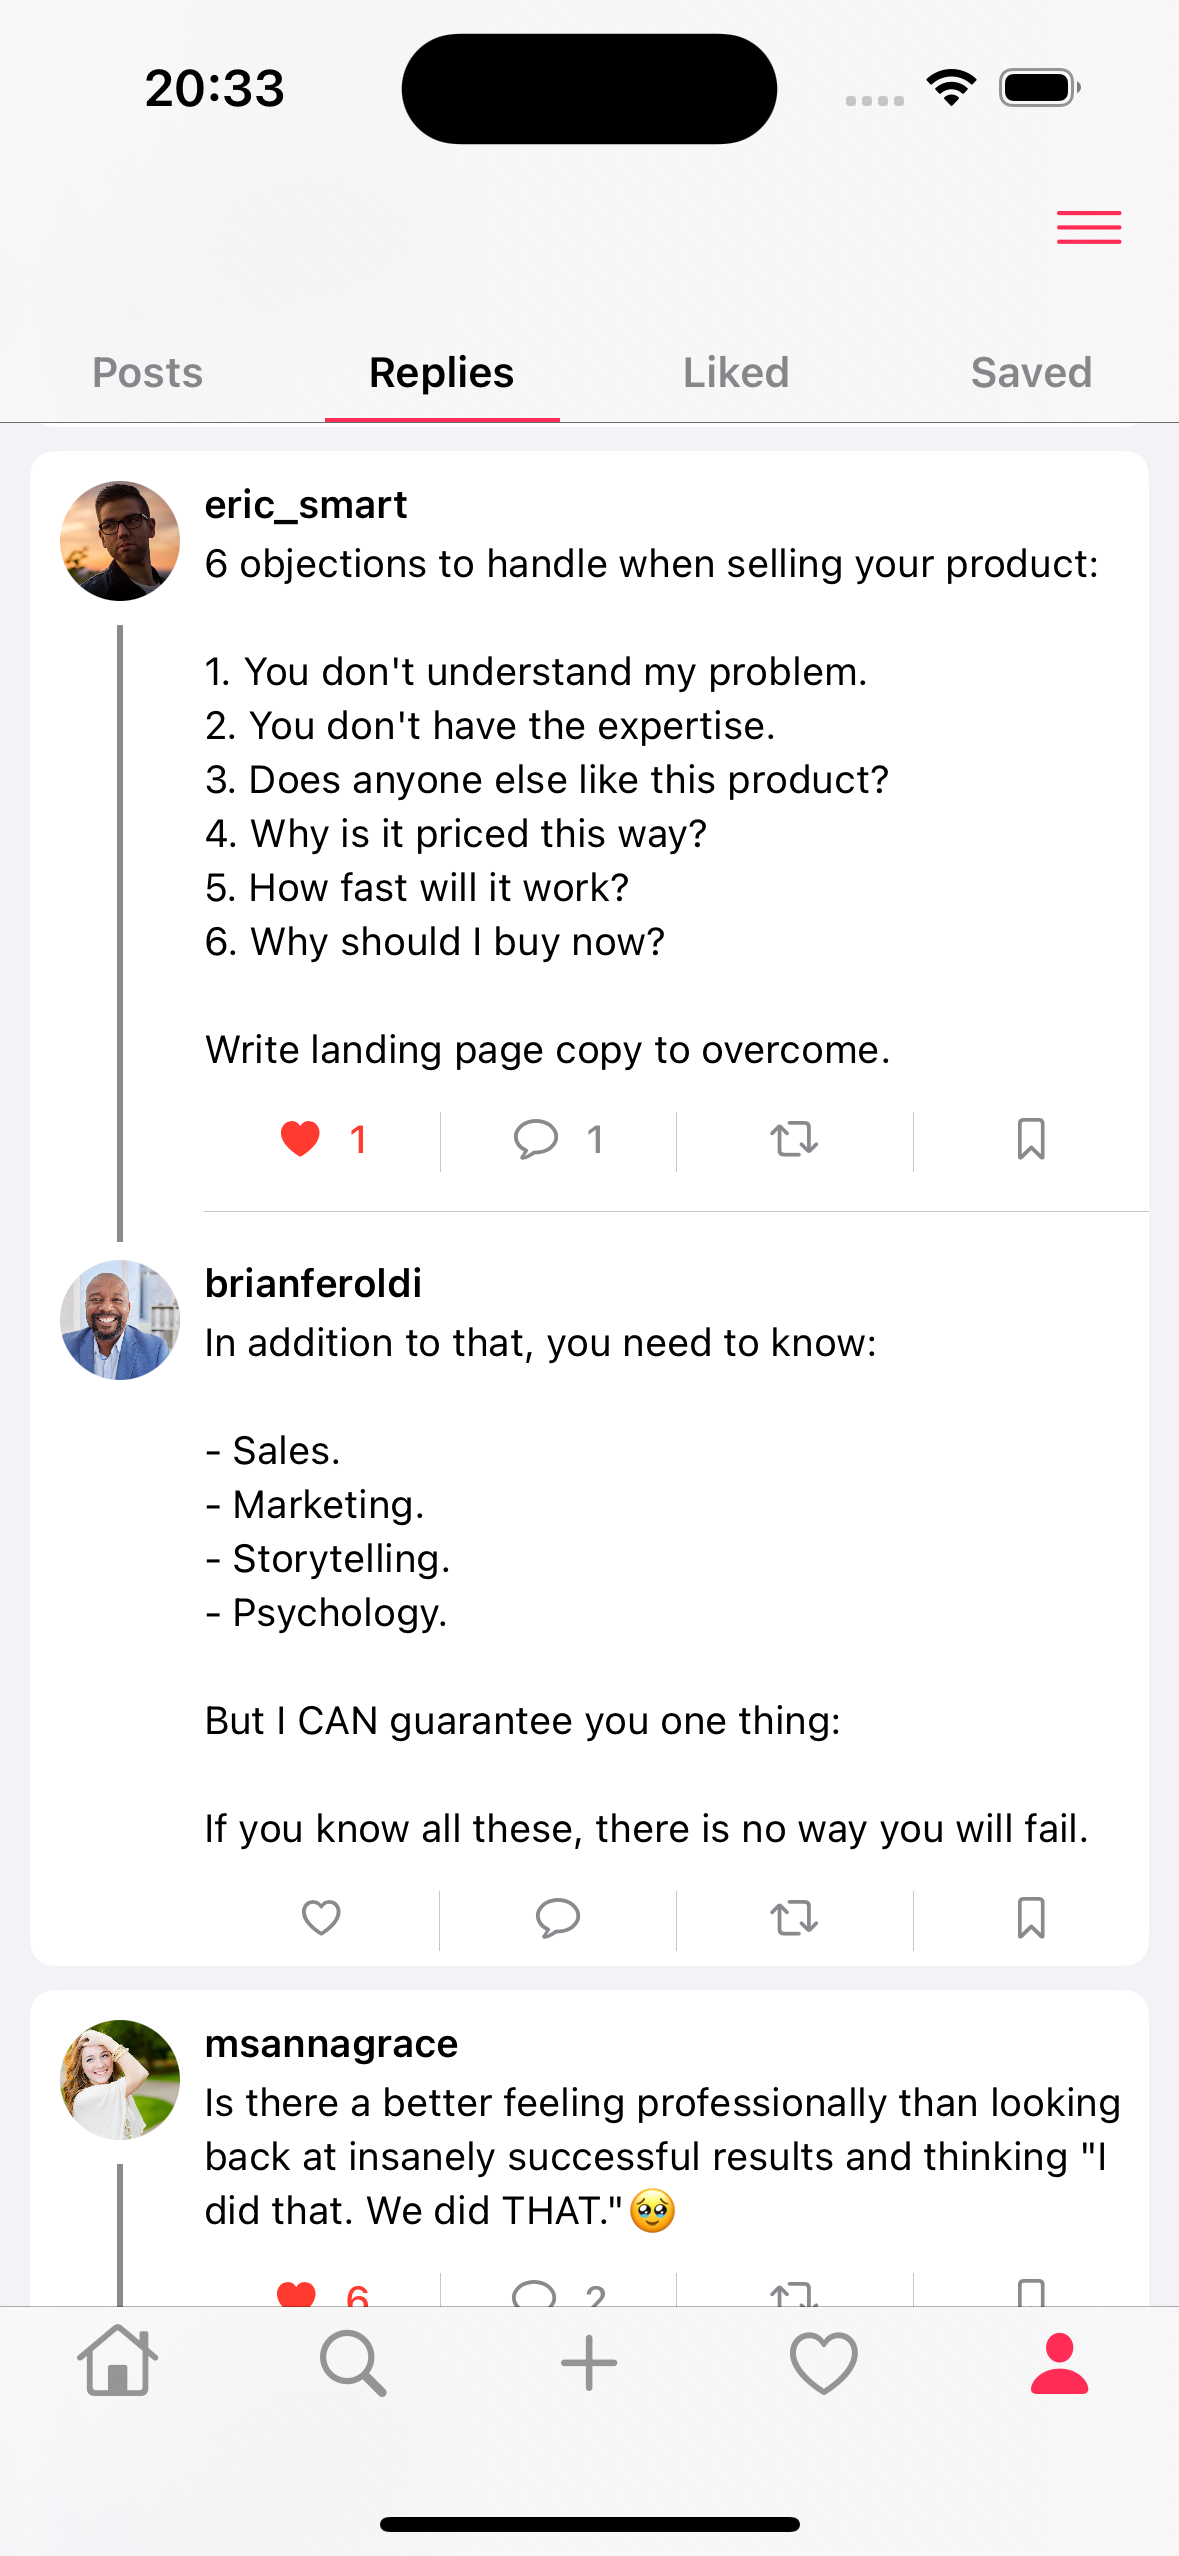 20:33
Posts Replies Liked Saved
eric_smart
6 objections to handle when selling your product:
1. You don't understand my problem.
2. You don't have the expertise.
3. Does anyone else like this product?
4. Why is it priced this way?
5. How fast will it work?
6. Why should I buy now?
Write landing page copy to overcome.
1 1
brianferoldi
In addition to that, you need to know:
- Sales.
- Marketing.
- Storytelling.
- Psychology.
But I CAN guarantee you one thing:
If you know all these, there is no way you will fail.
msannagrace
Is there a better feeling professionally than looking
back at insanely successful results and thinking "I
did that. We did THAT."🥹
6 2